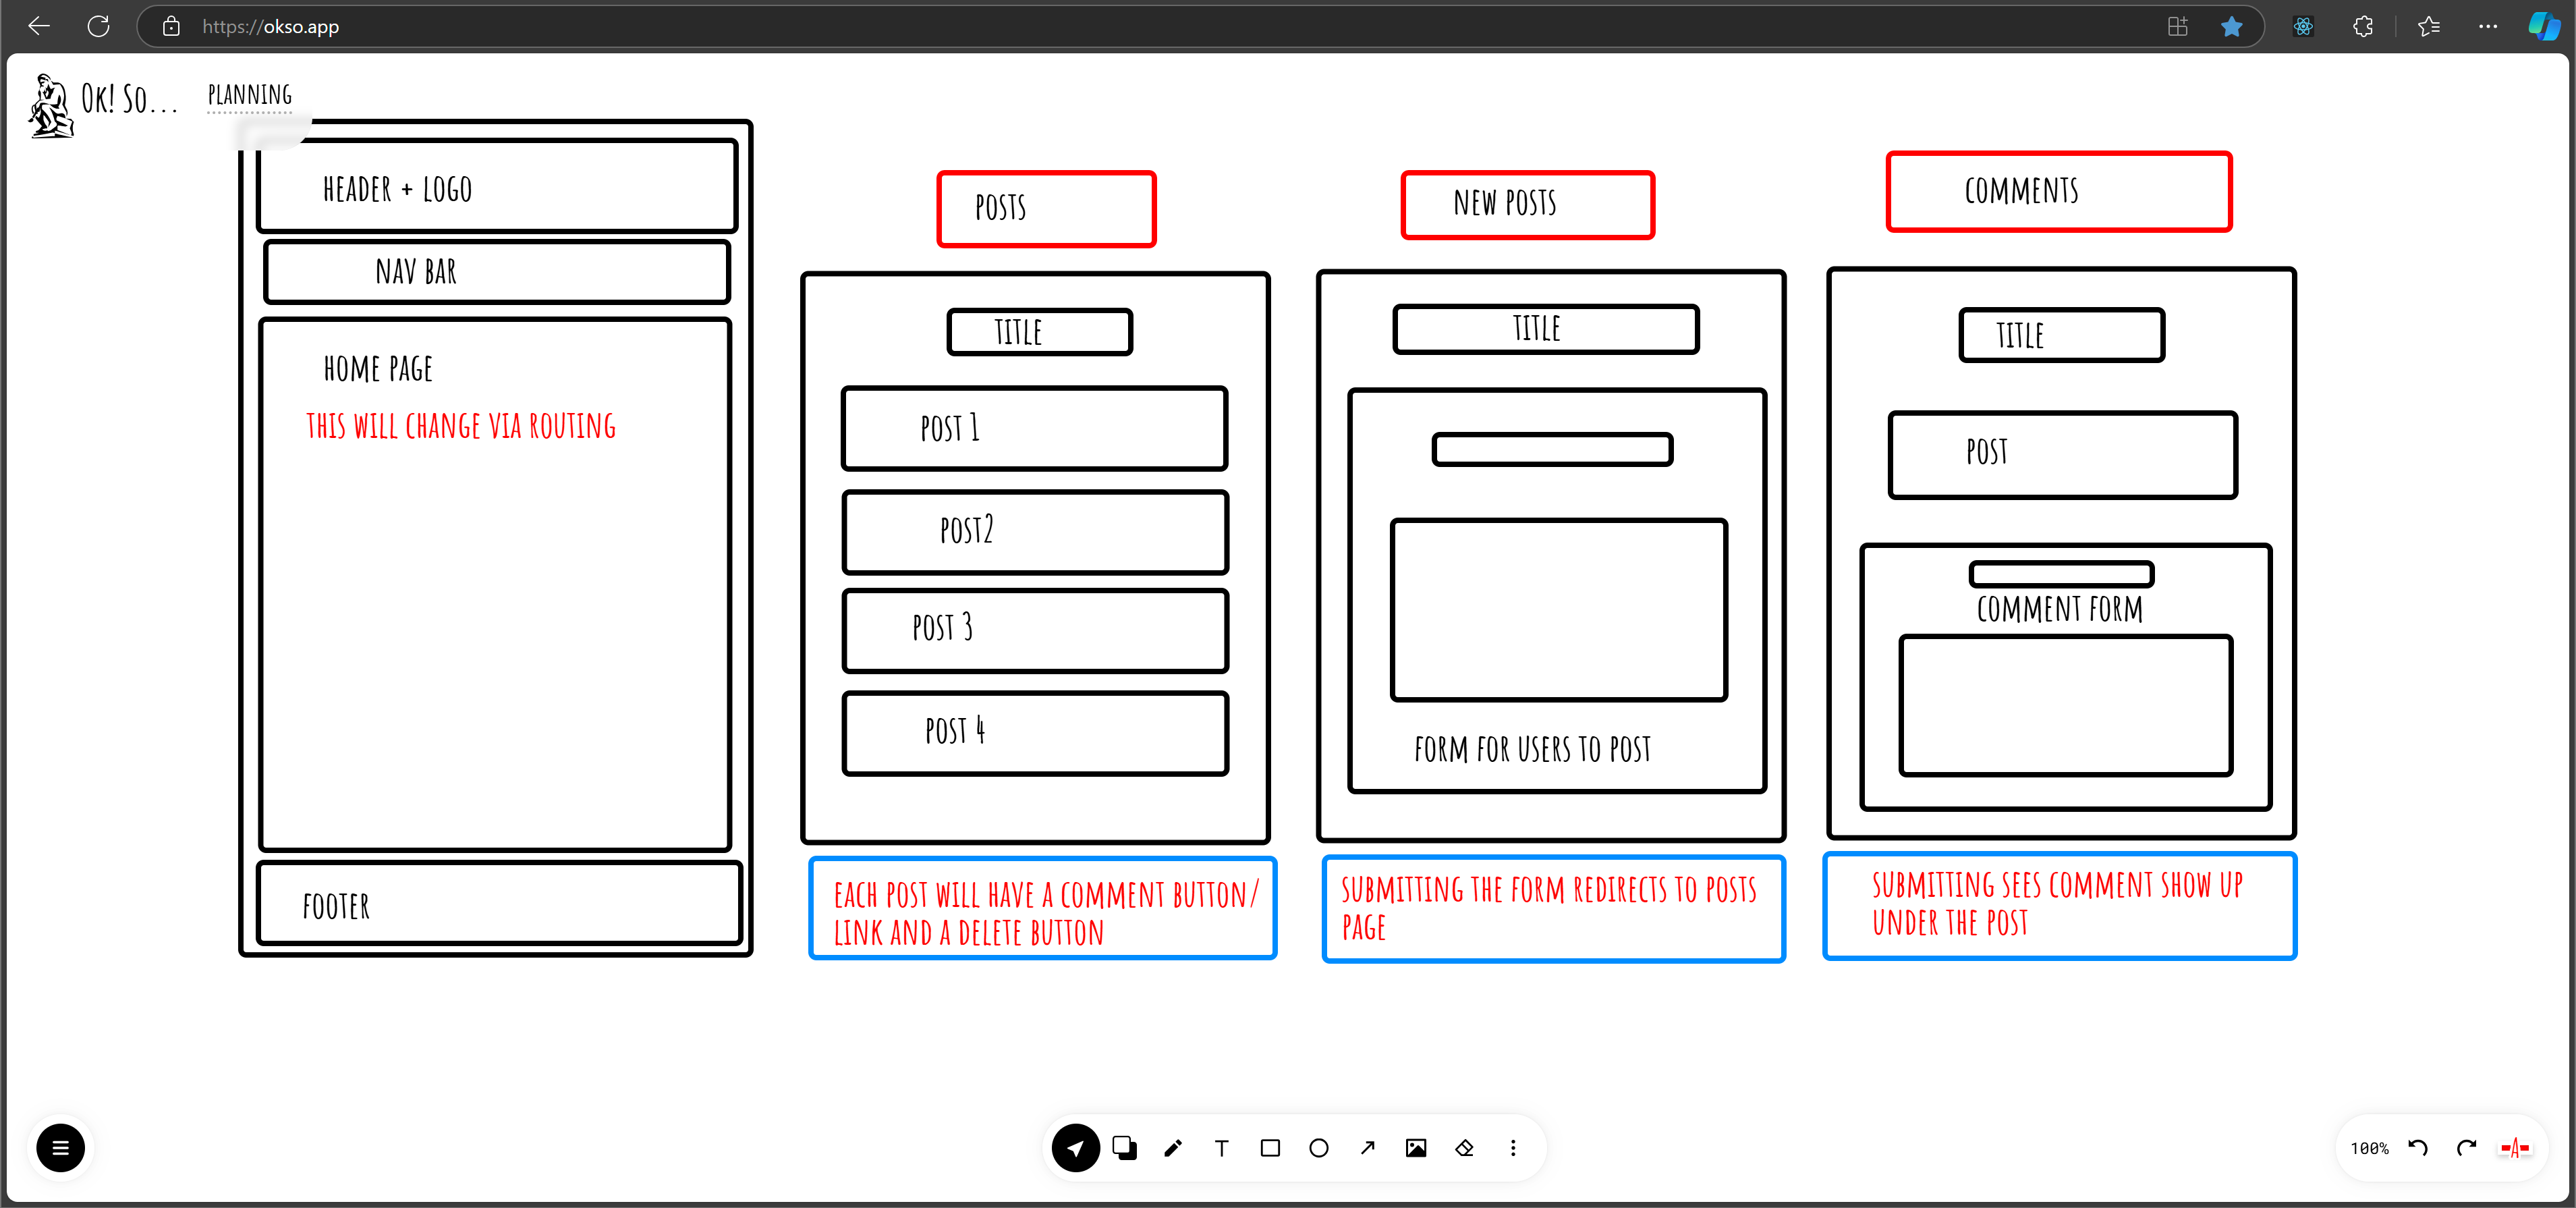 https://okso.app
OK! SO...
PLANNING
HEADER + LOGO
NAV BAR
HOME PAGE
THIS WILL CHANGE VIA ROUTING
FOOTER
POSTS
TITLE
POST 1
POST2
POST 3
POST 4
EACH POST WILL HAVE A COMMENT BUTTON/
LINK AND A DELETE BUTTON
NEW POSTS
TITLE
FORM FOR USERS TO POST
SUBMITTING THE FORM REDIRECTS TO POSTS
PAGE
COMMENTS
TITLE
POST
COMMENT FORM
SUBMITTING SEES COMMENT SHOW UP
UNDER THE POST
T
100%
A